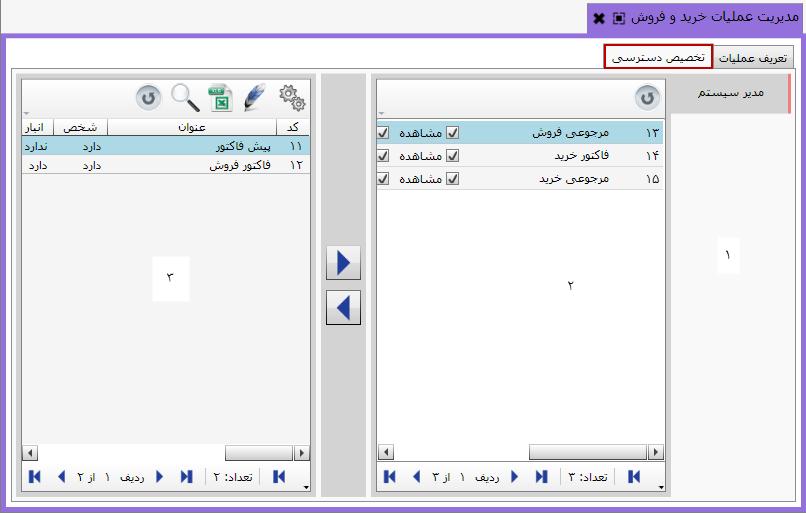 مدیریت عملیات خرید و فروش
تعریف عملیات
تخصیص دسترسی
مدیر سیستم
۱
۱۳ مرجوعی فروش مشاهده
۱۴ فاکتور خرید مشاهده
۱۵ مرجوعی خرید مشاهده
۲
تعداد: ۳ ردیف ۱ از ۳
کد عنوان شخص انبار
۱۱ پیش فاکتور دارد ندارد
۱۲ فاکتور فروش دارد دارد
۳
تعداد: ۲ ردیف ۱ از ۲